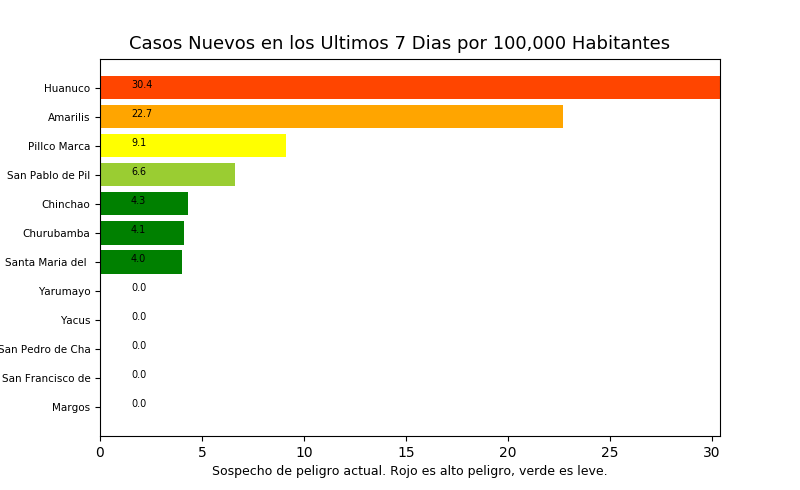 Casos Nuevos en los Ultimos 7 Dias por 100,000 Habitantes
Huanuco 30.4
Amarilis 22.7
Pillco Marca 9.1
San Pablo de Pil 6.6
Chinchao 4.3
Churubamba 4.1
Santa Maria del 4.0
Yarumayo 0.0
Yacus 0.0
San Pedro de Cha 0.0
San Francisco de 0.0
Margos 0.0
0 5 10 15 20 25 30
Sospecho de peligro actual. Rojo es alto peligro, verde es leve.